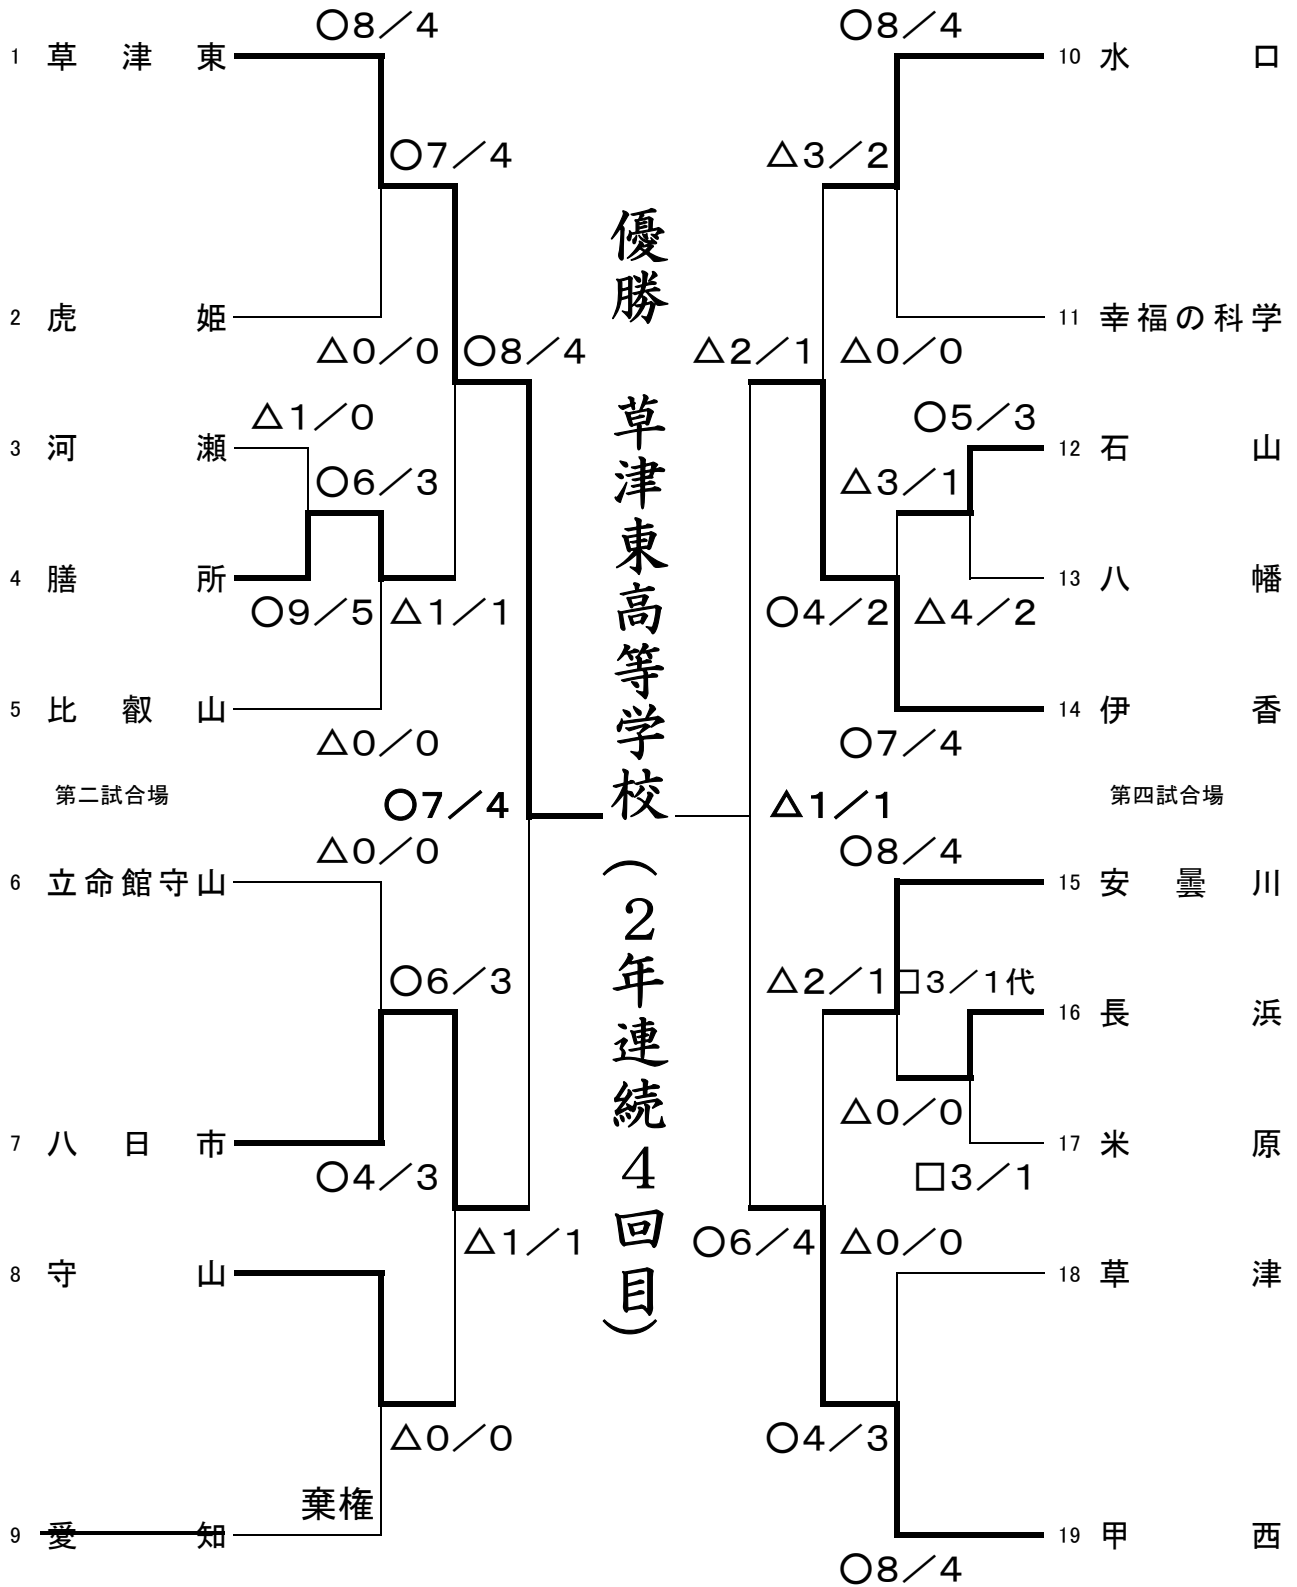 ○8／4
1 草津東
○7／4
2 虎姫
△0／0
○8／4
△1／0
3 河瀬
○6／3
4 膳所
○9／5
△1／1
5 比叡山
△0／0
第二試合場
○7／4
△0／0
6 立命館守山
○6／3
7 八日市
○4／3
△1／1
8 守山
△0／0
棄権
9 愛知
優勝 草津東高等学校(2年連続4回目)
○8／4
10 水口
△3／2
11 幸福の科学
△2／1
△0／0
○5／3
12 石山
△3／1
13 八幡
○4／2
△4／2
14 伊香
○7／4
第四試合場
△1／1
○8／4
15 安曇川
△2／1
□3／1代
16 長浜
△0／0
17 米原
□3／1
○6／4
△0／0
18 草津
○4／3
19 甲西
○8／4